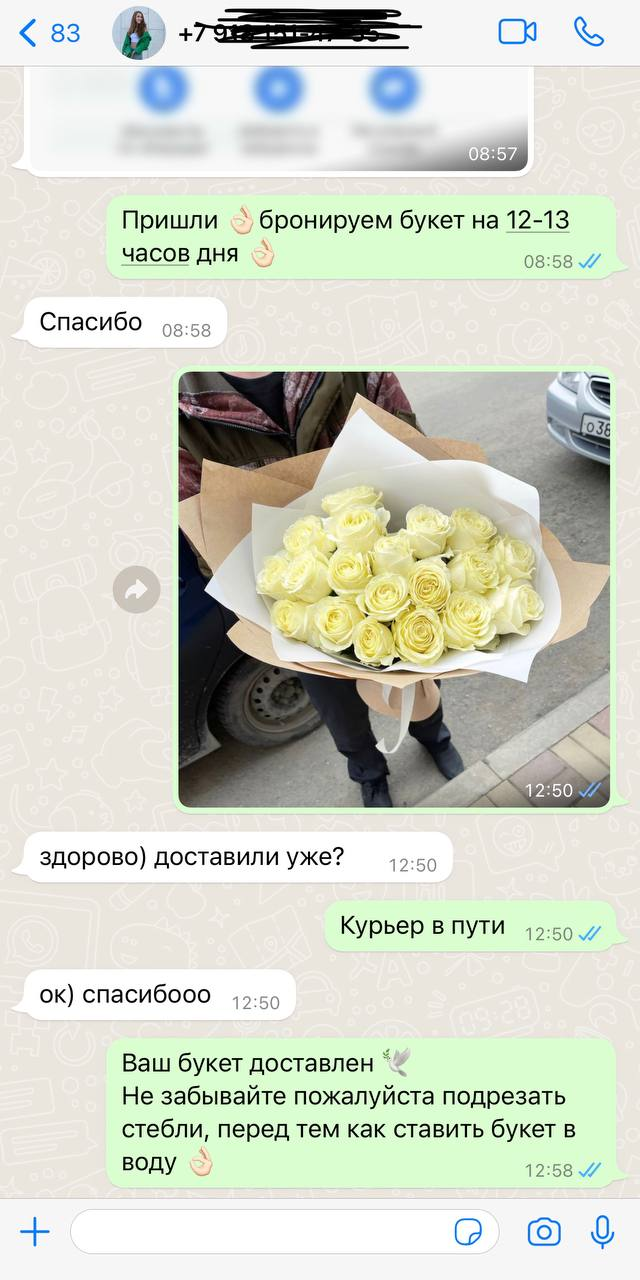 83
+7
08:57
Пришли 👌🏻бронируем букет на 12-13
часов дня 👌🏻
08:58
Спасибо
08:58
12:50
здорово) доставили уже?
12:50
Курьер в пути
12:50
ок) спасибооо
12:50
Ваш букет доставлен 🕊️
Не забывайте пожалуйста подрезать
стебли, перед тем как ставить букет в
воду 👌🏻
12:58